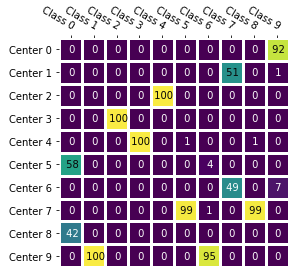 Class 0 Class 1 Class 2 Class 3 Class 4 Class 5 Class 6 Class 7 Class 8 Class 9
Center 0 0 0 0 0 0 0 0 0 0 92
Center 1 0 0 0 0 0 0 0 51 0 1
Center 2 0 0 0 0 100 0 0 0 0 0
Center 3 0 0 100 0 0 0 0 0 0 0
Center 4 0 0 0 100 0 1 0 0 1 0
Center 5 58 0 0 0 0 0 4 0 0 0
Center 6 0 0 0 0 0 0 0 49 0 7
Center 7 0 0 0 0 0 99 1 0 99 0
Center 8 42 0 0 0 0 0 0 0 0 0
Center 9 0 100 0 0 0 0 95 0 0 0